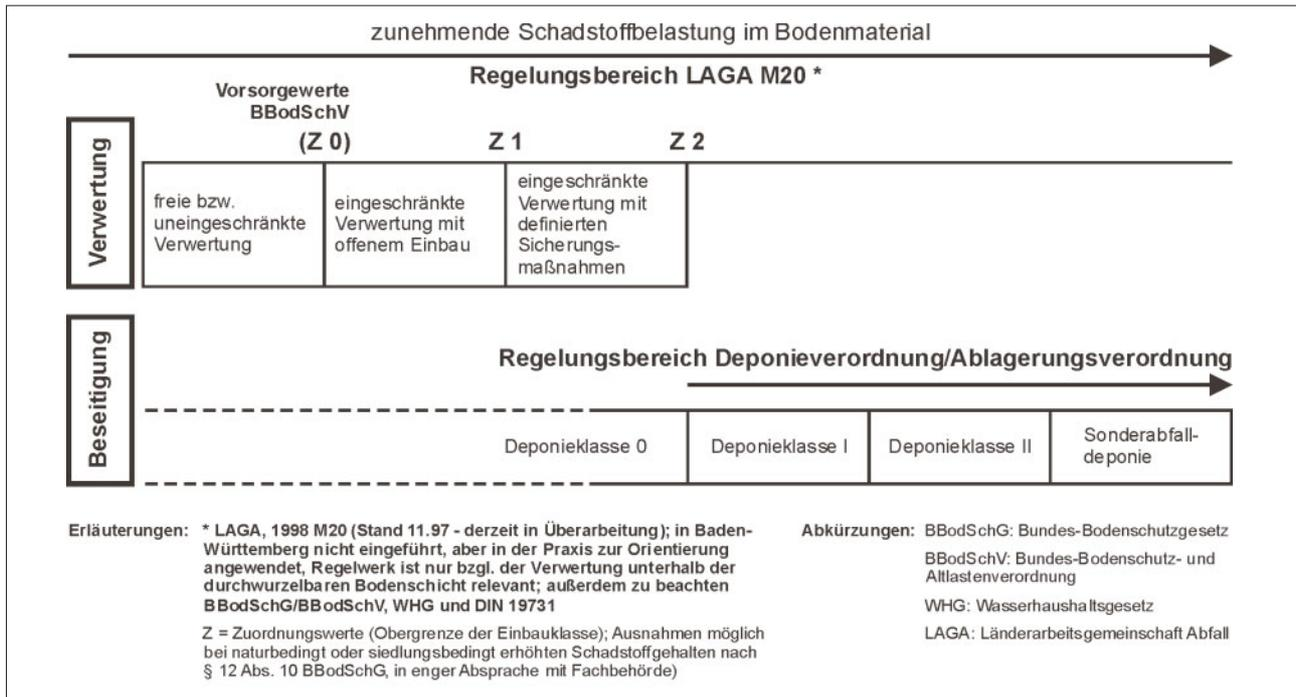 zunehmende Schadstoffbelastung im Bodenmaterial
Regelungsbereich LAGA M20 *
Vorsorgewerte
BBodSchV
(Z 0)
Z 1
Z 2
Verwertung
freie bzw.
uneingeschränkte
Verwertung
eingeschränkte
Verwertung mit
offenem Einbau
eingeschränkte
Verwertung mit
definierten
Sicherungs-
maßnahmen
Beseitigung
Regelungsbereich Deponieverordnung/Ablagerungsverordnung
Deponieklasse 0
Deponieklasse I
Deponieklasse II
Sonderabfall-
deponie
Erläuterungen: * LAGA, 1998 M20 (Stand 11.97 - derzeit in Überarbeitung); in Baden-
Württemberg nicht eingeführt, aber in der Praxis zur Orientierung
angewendet, Regelwerk ist nur bzgl. der Verwertung unterhalb der
durchwurzelbaren Bodenschicht relevant; außerdem zu beachten
BBodSchG/BBodSchV, WHG und DIN 19731
Z = Zuordnungswerte (Obergrenze der Einbauklasse); Ausnahmen möglich
bei naturbedingt oder siedlungsbedingt erhöhten Schadstoffgehalten nach
§ 12 Abs. 10 BBodSchG, in enger Absprache mit Fachbehörde)
Abkürzungen: BBodSchG: Bundes-Bodenschutzgesetz
BBodSchV: Bundes-Bodenschutz- und
Altlastenverordnung
WHG: Wasserhaushaltsgesetz
LAGA: Länderarbeitsgemeinschaft Abfall